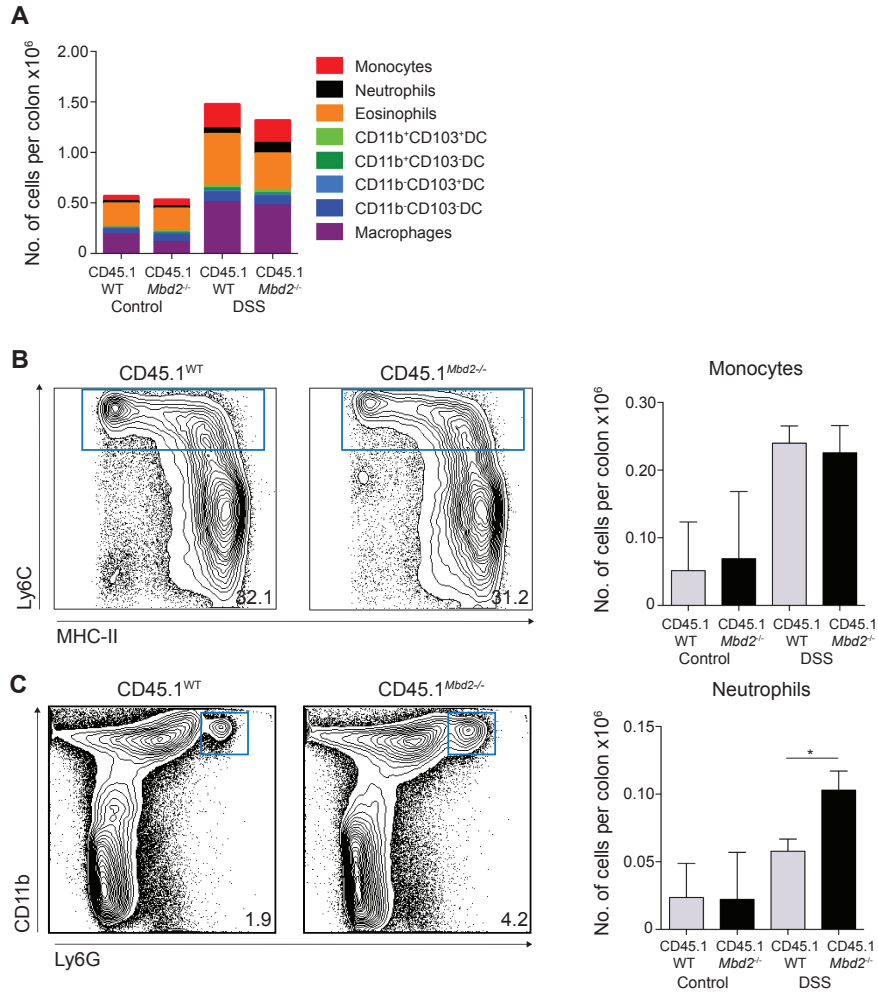 A
No. of cells per colon x10⁶
2.00
1.50
1.00
0.50
0
CD45.1 WT
CD45.1 Mbd2-/-
CD45.1 WT
CD45.1 Mbd2-/-
Control
DSS
Monocytes
Neutrophils
Eosinophils
CD11b⁺CD103⁺DC
CD11b⁺CD103⁻DC
CD11b⁻CD103⁺DC
CD11b⁻CD103⁻DC
Macrophages
B
CD45.1WT
CD45.1Mbd2-/-
Ly6C
32.1
31.2
MHC-II
Monocytes
No. of cells per colon x10⁶
0.30
0.20
0.10
0
CD45.1 WT
CD45.1 Mbd2-/-
CD45.1 WT
CD45.1 Mbd2-/-
Control
DSS
C
CD45.1WT
CD45.1Mbd2-/-
CD11b
1.9
4.2
Ly6G
Neutrophils
No. of cells per colon x10⁶
0.15
0.10
0.05
0
*
CD45.1 WT
CD45.1 Mbd2-/-
CD45.1 WT
CD45.1 Mbd2-/-
Control
DSS